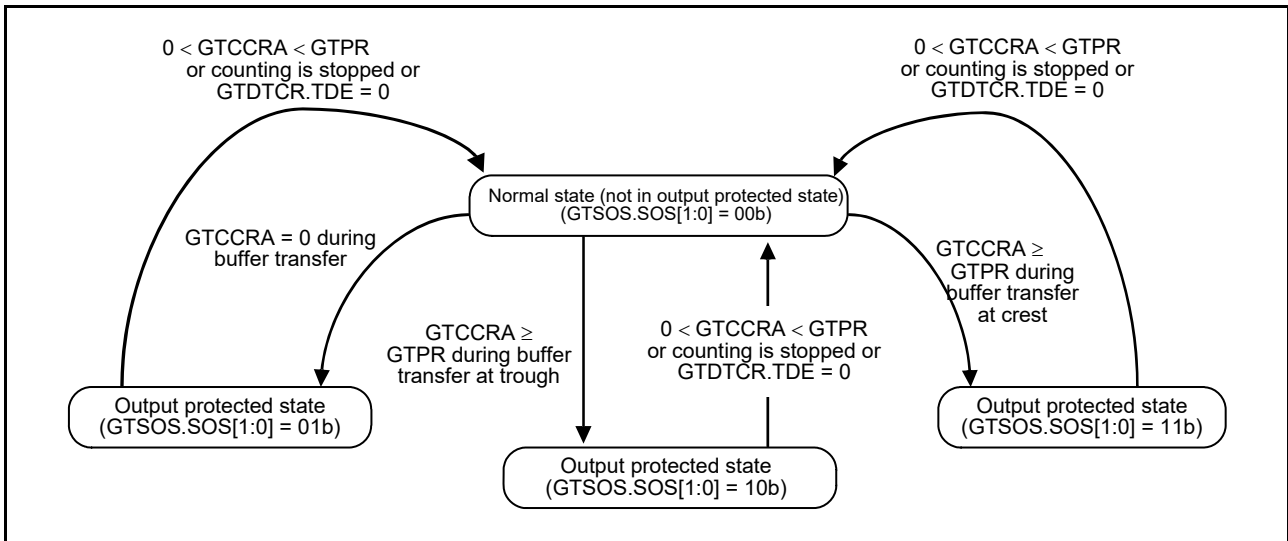 0 < GTCCRA < GTPR
or counting is stopped or
GTDTCR.TDE = 0
0 < GTCCRA < GTPR
or counting is stopped or
GTDTCR.TDE = 0
Normal state (not in output protected state)
(GTSOS.SOS[1:0] = 00b)
GTCCRA = 0 during
buffer transfer
GTCCRA ≥
GTPR during buffer
transfer at trough
0 < GTCCRA < GTPR
or counting is stopped or
GTDTCR.TDE = 0
GTCCRA ≥
GTPR during
buffer transfer
at crest
Output protected state
(GTSOS.SOS[1:0] = 01b)
Output protected state
(GTSOS.SOS[1:0] = 10b)
Output protected state
(GTSOS.SOS[1:0] = 11b)